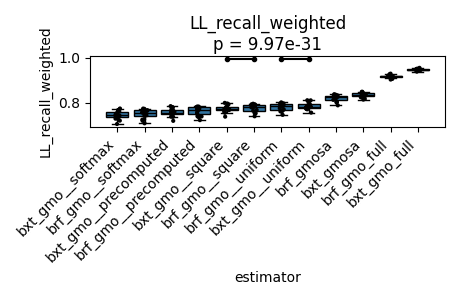 LL_recall_weighted
p = 9.97e-31
LL_recall_weighted
1.0
0.8
bxt_gmo__softmax
brf_gmo__softmax
bxt_gmo__precomputed
brf_gmo__precomputed
bxt_gmo__square
brf_gmo__square
brf_gmo__uniform
bxt_gmo__uniform
brf_gmosa
bxt_gmosa
brf_gmo_full
bxt_gmo_full
estimator